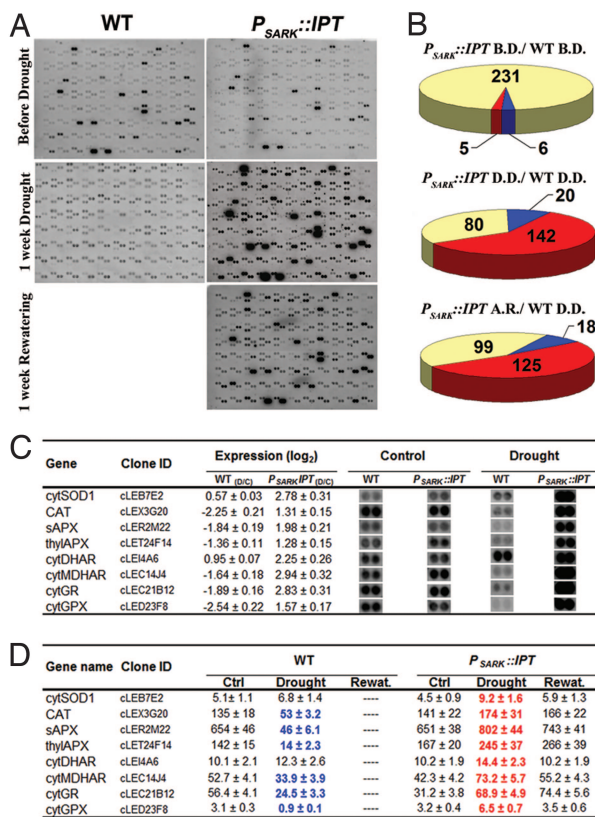 A
WT
P_SARK::IPT
Before Drought
1 week Drought
1 week Rewatering
B
P_SARK::IPT B.D./ WT B.D.
231
5
6
P_SARK::IPT D.D./ WT D.D.
20
80
142
P_SARK::IPT A.R./ WT D.D.
18
99
125
C
Gene Clone ID Expression (log2) Control Drought
WT (D/C) P_SARK IPT (D/C) WT P_SARK::IPT WT P_SARK::IPT
cytSOD1 cLEB7E2 0.57 ± 0.03 2.78 ± 0.31
CAT cLEX3G20 -2.25 ± 0.21 1.31 ± 0.15
sAPX cLER2M22 -1.84 ± 0.19 1.98 ± 0.21
thylAPX cLET24F14 -1.36 ± 0.11 1.28 ± 0.15
cytDHAR cLEI4A6 0.95 ± 0.07 2.25 ± 0.26
cytMDHAR cLEC14J4 -1.64 ± 0.18 2.94 ± 0.32
cytGR cLEC21B12 -1.89 ± 0.16 2.83 ± 0.31
cytGPX cLED23F8 -2.54 ± 0.22 1.57 ± 0.17
D
Gene name Clone ID WT P_SARK::IPT
Ctrl Drought Rewat. Ctrl Drought Rewat.
cytSOD1 cLEB7E2 5.1± 1.1 6.8 ± 1.4 ---- 4.5 ± 0.9 9.2 ± 1.6 5.9 ± 1.3
CAT cLEX3G20 135 ± 18 53 ± 3.2 ---- 141 ± 22 174 ± 31 166 ± 22
sAPX cLER2M22 654 ± 46 46 ± 6.1 ---- 651 ± 38 802 ± 44 743 ± 41
thylAPX cLET24F14 142 ± 15 14 ± 2.3 ---- 167 ± 20 245 ± 37 266 ± 39
cytDHAR cLEI4A6 10.1 ± 2.1 12.3 ± 2.6 ---- 10.2 ± 1.9 14.4 ± 2.3 10.2 ± 1.9
cytMDHAR cLEC14J4 52.7 ± 4.1 33.9 ± 3.9 ---- 42.3 ± 4.2 73.2 ± 5.7 55.2 ± 4.3
cytGR cLEC21B12 56.4 ± 4.1 24.5 ± 3.3 ---- 31.2 ± 3.8 68.9 ± 4.9 74.4 ± 5.6
cytGPX cLED23F8 3.1 ± 0.3 0.9 ± 0.1 ---- 3.2 ± 0.4 6.5 ± 0.7 3.5 ± 0.6